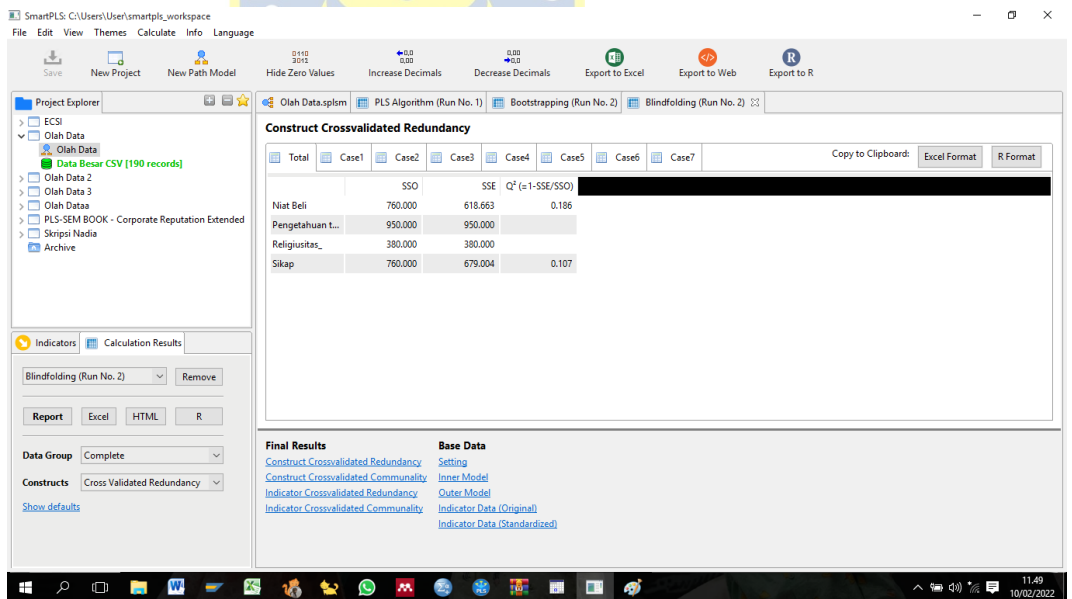 SmartPLS: C:\Users\User\smartpls_workspace
File Edit View Themes Calculate Info Language
Save New Project New Path Model Hide Zero Values Increase Decimals Decrease Decimals Export to Excel Export to Web Export to R
Project Explorer
ECSI
Olah Data
Olah Data
Data Besar CSV [190 records]
Olah Data 2
Olah Data 3
Olah Dataa
PLS-SEM BOOK - Corporate Reputation Extended
Skripsi Nadia
Archive
Indicators Calculation Results
Blindfolding (Run No. 2) Remove
Report Excel HTML R
Data Group Complete
Constructs Cross Validated Redundancy
Show defaults
Olah Data.splsm PLS Algorithm (Run No. 1) Bootstrapping (Run No. 2) Blindfolding (Run No. 2)
Construct Crossvalidated Redundancy
Total Case1 Case2 Case3 Case4 Case5 Case6 Case7 Copy to Clipboard: Excel Format R Format
SSO SSE Q² (=1-SSE/SSO)
Niat Beli 760.000 618.663 0.186
Pengetahuan t... 950.000 950.000
Religiusitas_ 380.000 380.000
Sikap 760.000 679.004 0.107
Final Results Base Data
Construct Crossvalidated Redundancy Setting
Construct Crossvalidated Communality Inner Model
Indicator Crossvalidated Redundancy Outer Model
Indicator Crossvalidated Communality Indicator Data (Original)
Indicator Data (Standardized)
11.49
10/02/2022